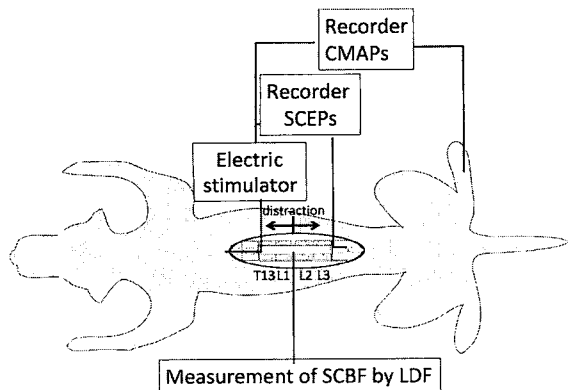 Recorder
CMAPs
Recorder
SCEPs
Electric
stimulator
distraction
T13 L1 L2 L3
Measurement of SCBF by LDF